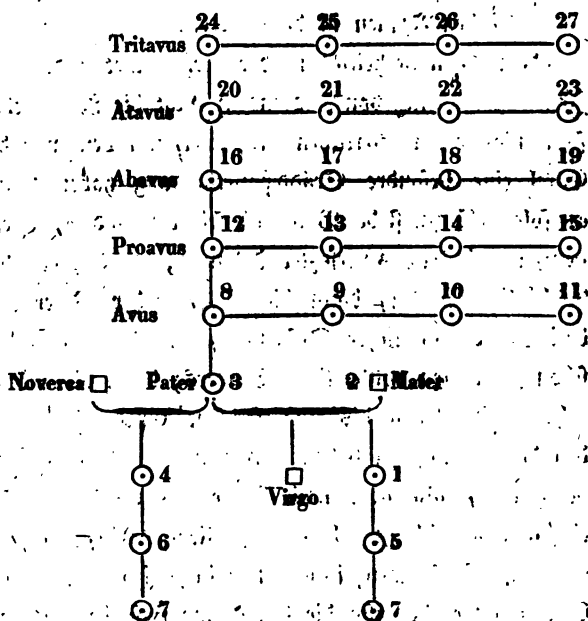 24 25 26 27
Tritavus
20 21 22 23
Atavus
16 17 18 19
Abavus
12 13 14 15
Proavus
8 9 10 11
Avus
Noverca Pater 3 2 Mater
4 1
Virgo
6 5
7 7